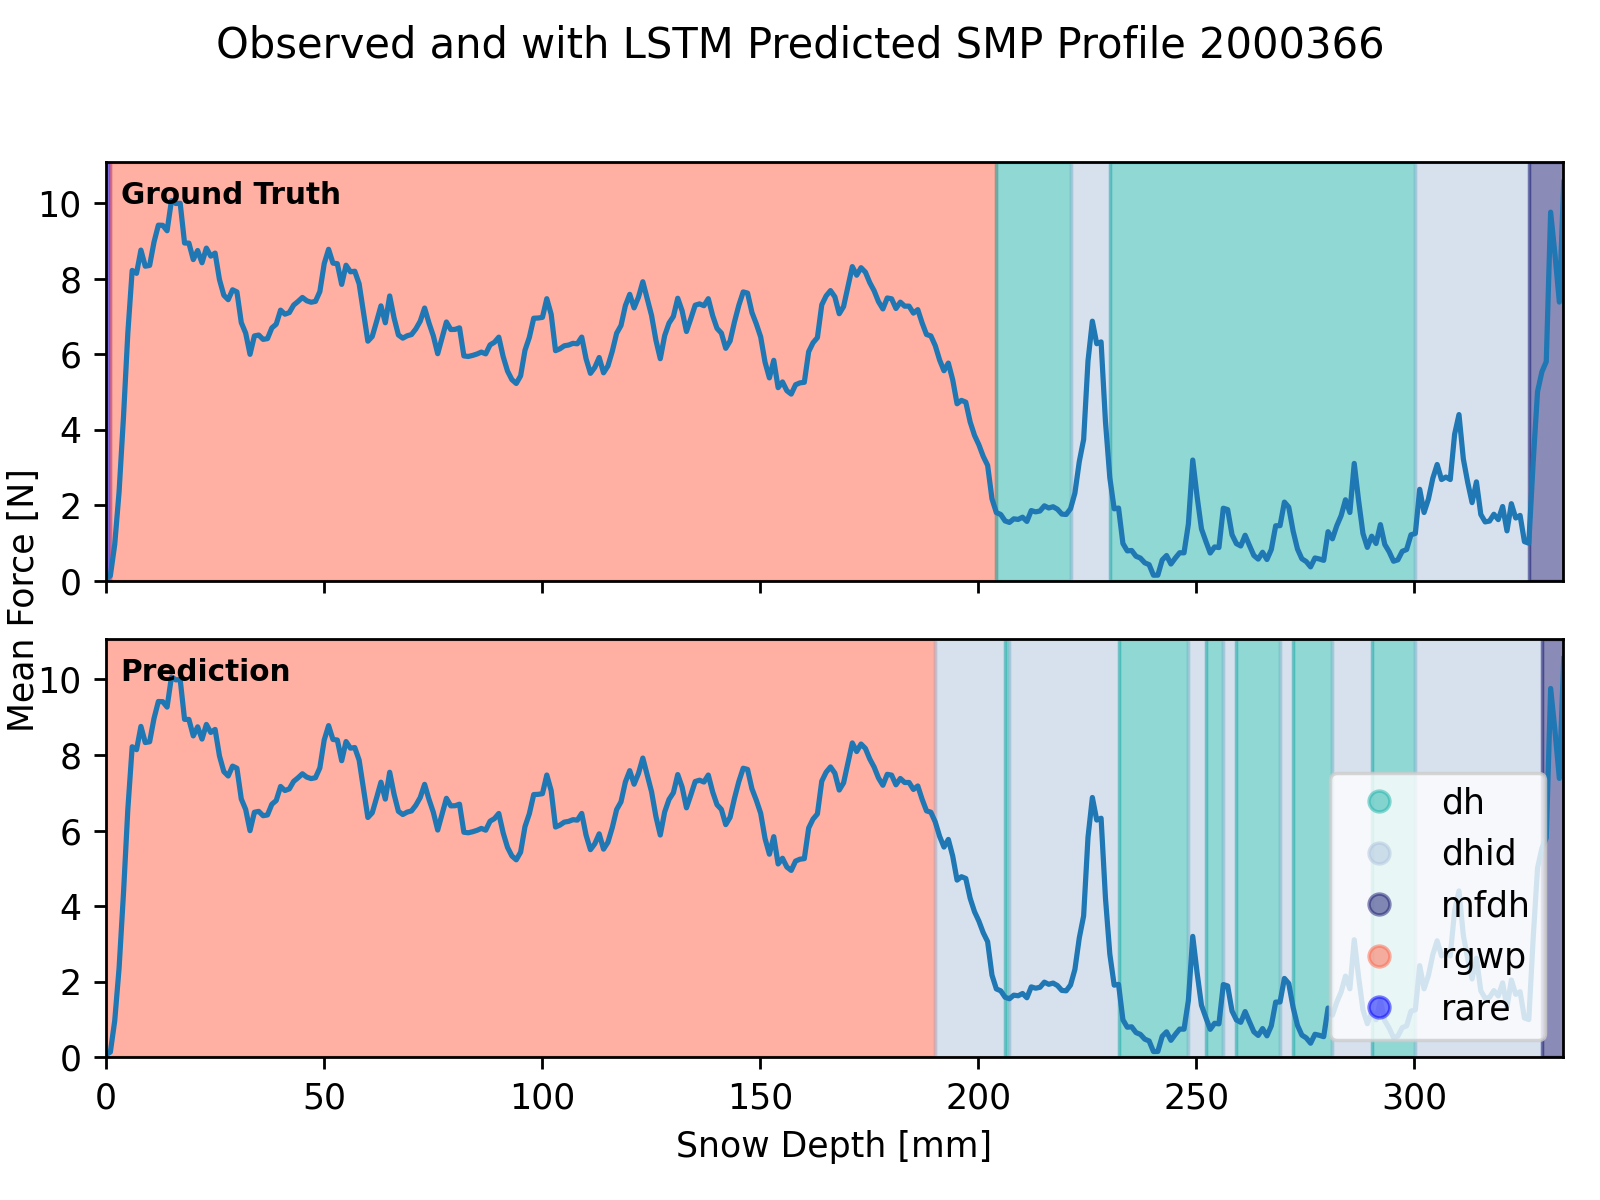 Observed and with LSTM Predicted SMP Profile 2000366
Ground Truth
10
8
6
4
2
0
Mean Force [N]
Prediction
10
8
6
4
2
0
dh
dhid
mfdh
rgwp
rare
0 50 100 150 200 250 300
Snow Depth [mm]